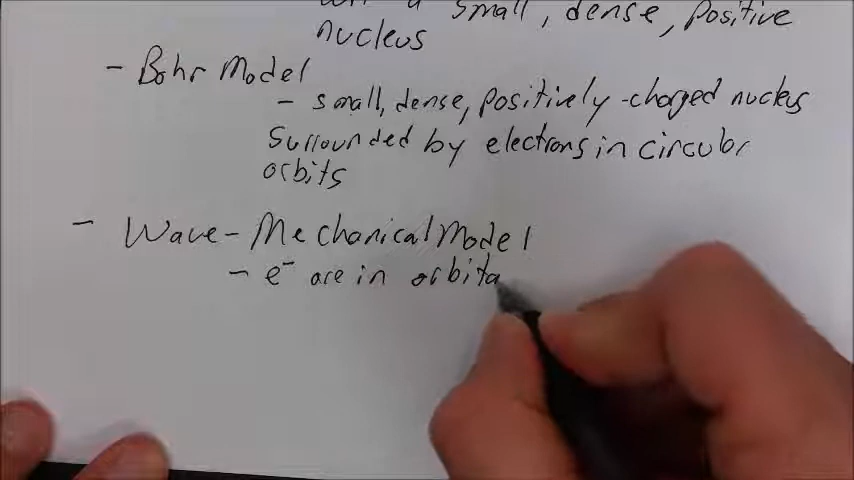 a small, dense, positive
nucleus
- Bohr Model
- small, dense, positively-charged nucleus
surrounded by electrons in circular
orbits
- Wave-Mechanical Model
- e⁻ are in orbita